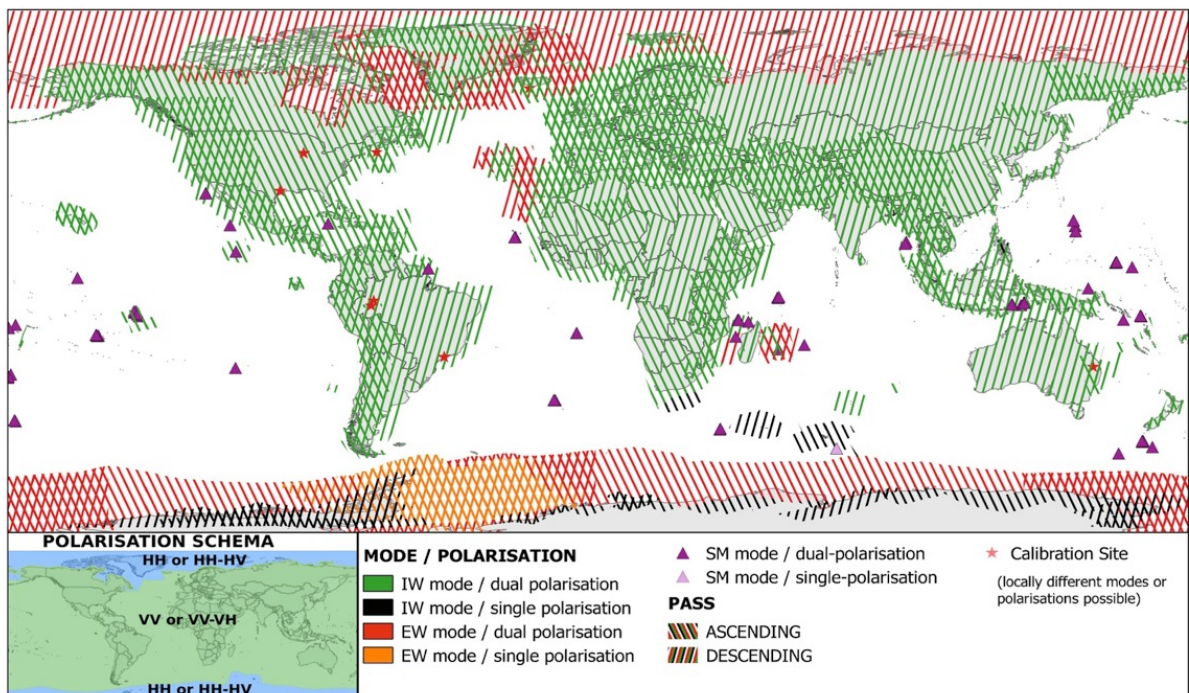 POLARISATION SCHEMA
HH or HH-HV
VV or VV-VH
HH or HH-HV
MODE / POLARISATION
IW mode / dual polarisation
IW mode / single polarisation
EW mode / dual polarisation
EW mode / single polarisation
SM mode / dual-polarisation
SM mode / single-polarisation
PASS
ASCENDING
DESCENDING
Calibration Site
(locally different modes or
polarisations possible)